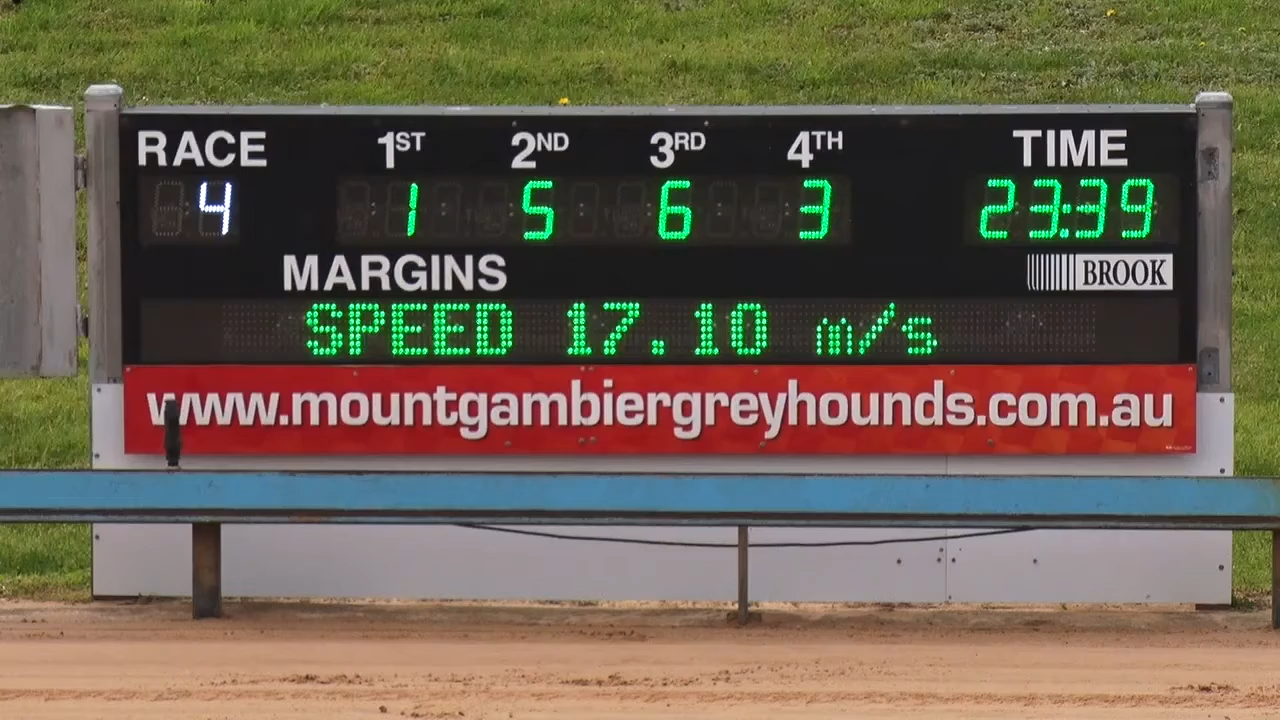 RACE 1ST 2ND 3RD 4TH TIME
4 1 5 6 3 23:39
MARGINS BROOK
SPEED 17.10 m/s
www.mountgambiergreyhounds.com.au